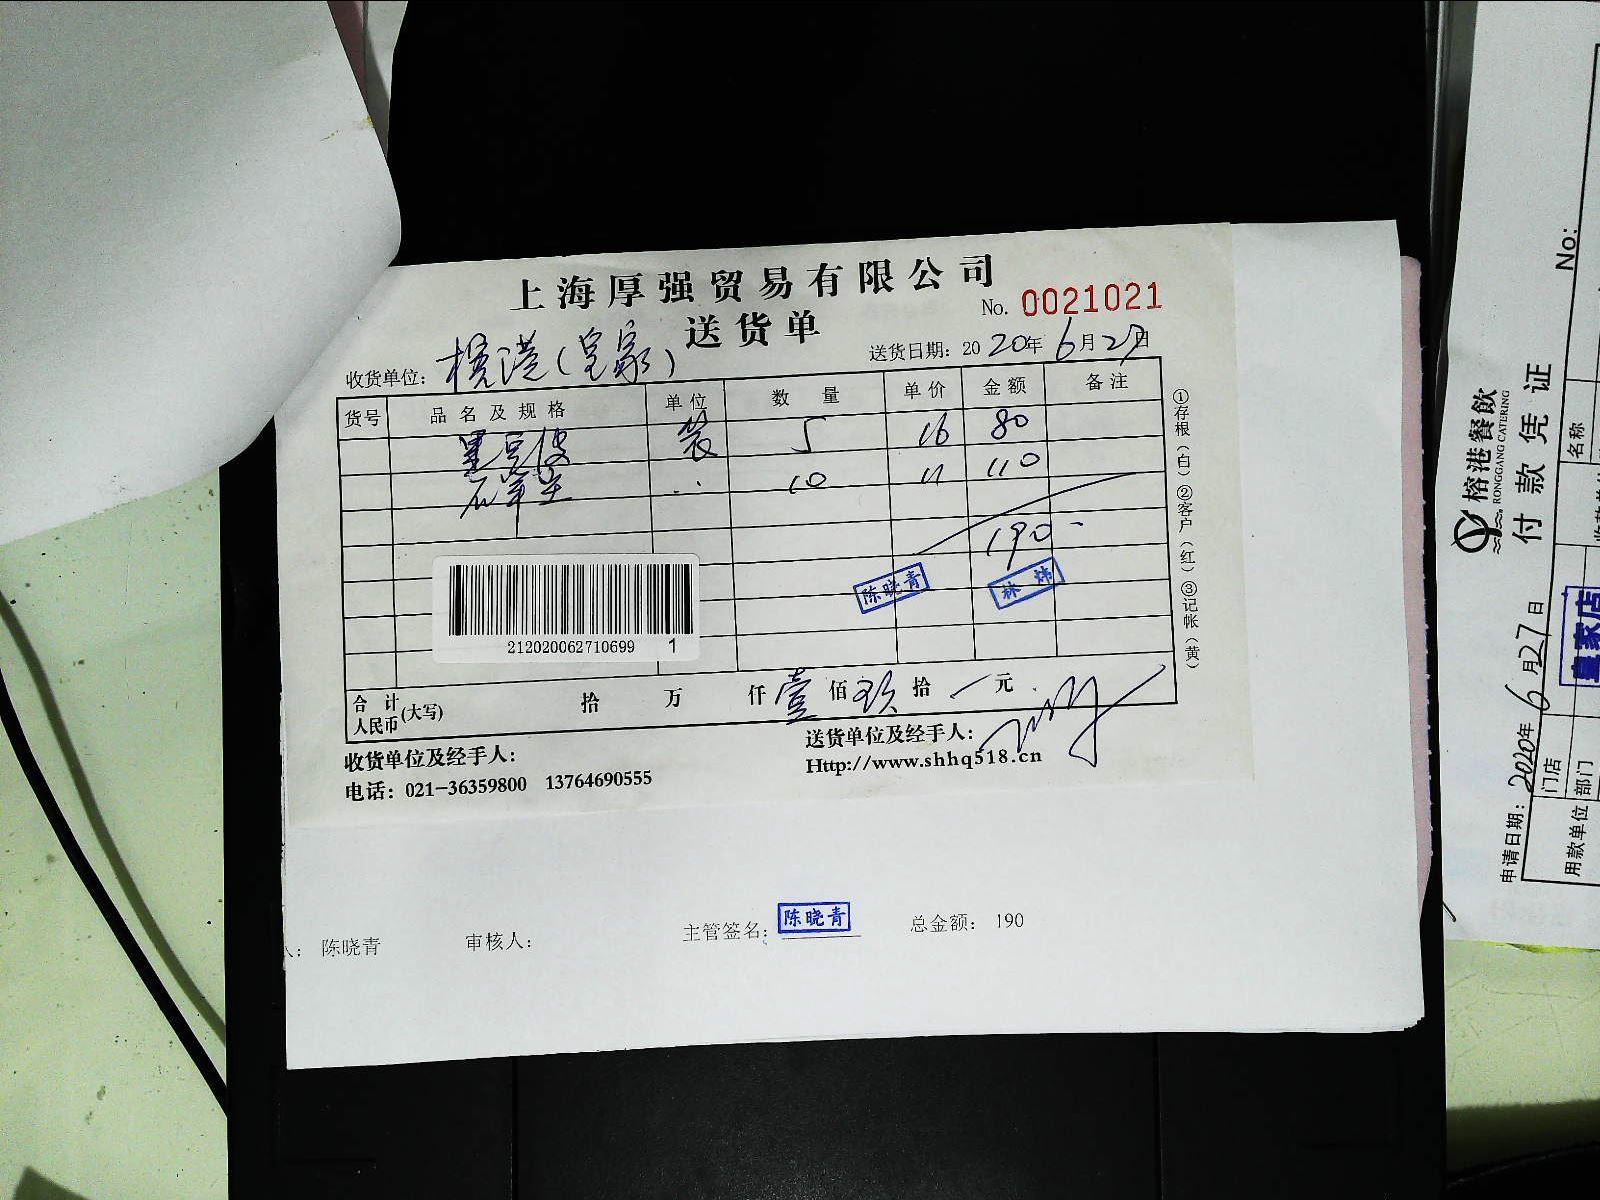 上海厚强贸易有限公司
送货单
No. 0021021
收货单位： 榕港(皇家)
送货日期：2020年6月27日
货号 品名及规格 单位 数量 单价 金额 备注
袋 5 16 80
10 11 110
190-
陈晓青 林炜
212020062710699 1
合计人民币(大写) 拾 万 仟 壹 佰 玖 拾 元
收货单位及经手人：
送货单位及经手人：
电话：021-36359800 13764690555
Http://www.shhq518.cn
①存根(白)②客户(红)③记帐(黄)
陈晓青 审核人： 主管签名： 陈晓青 总金额： 190
榕港餐飲
RONGGANG CATERING
付款凭证
No:
申请日期：2020年6月27日
用款单位
门店
部门
皇家店
名称